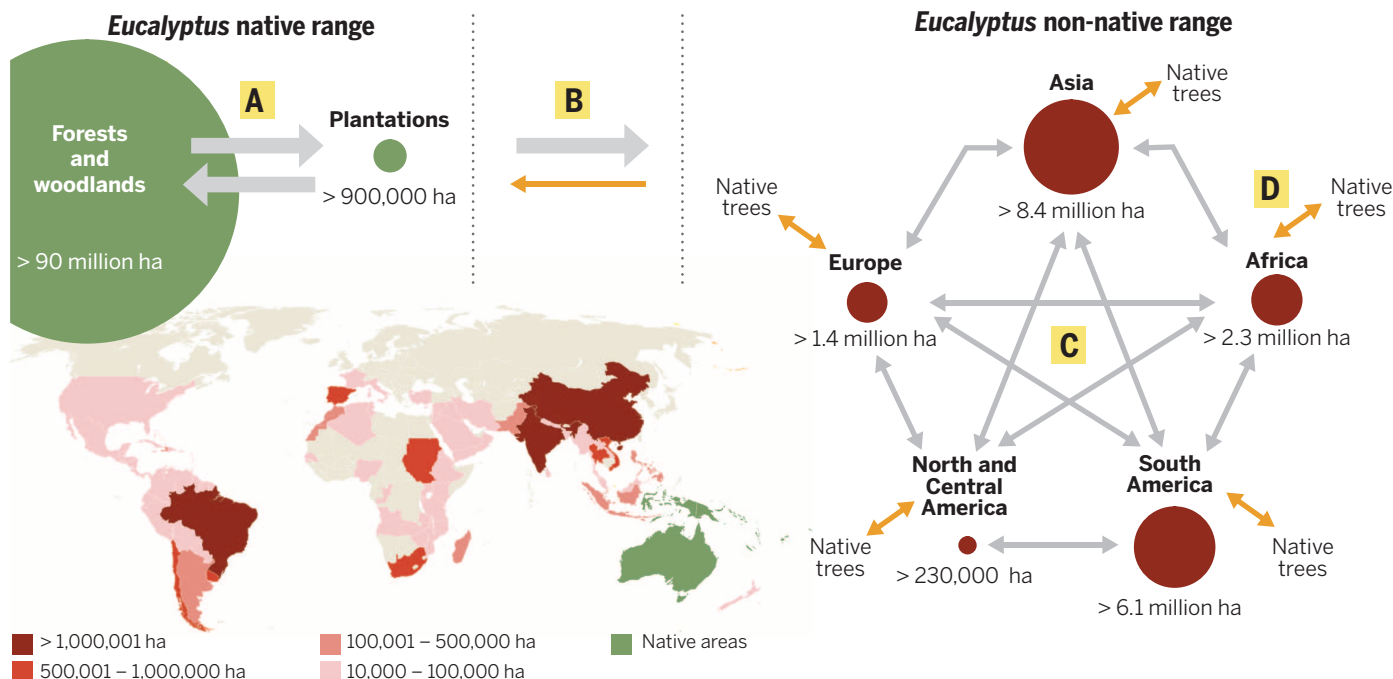 Eucalyptus native range
A
B
Forests
and
woodlands
> 90 million ha
Plantations
> 900,000 ha
Eucalyptus non-native range
Asia
> 8.4 million ha
Native
trees
Native
trees
Europe
> 1.4 million ha
D
Native
trees
Africa
> 2.3 million ha
C
North and
Central
America
> 230,000 ha
Native
trees
South
America
> 6.1 million ha
Native
trees
> 1,000,001 ha
500,001 – 1,000,000 ha
100,001 – 500,000 ha
10,000 – 100,000 ha
Native areas